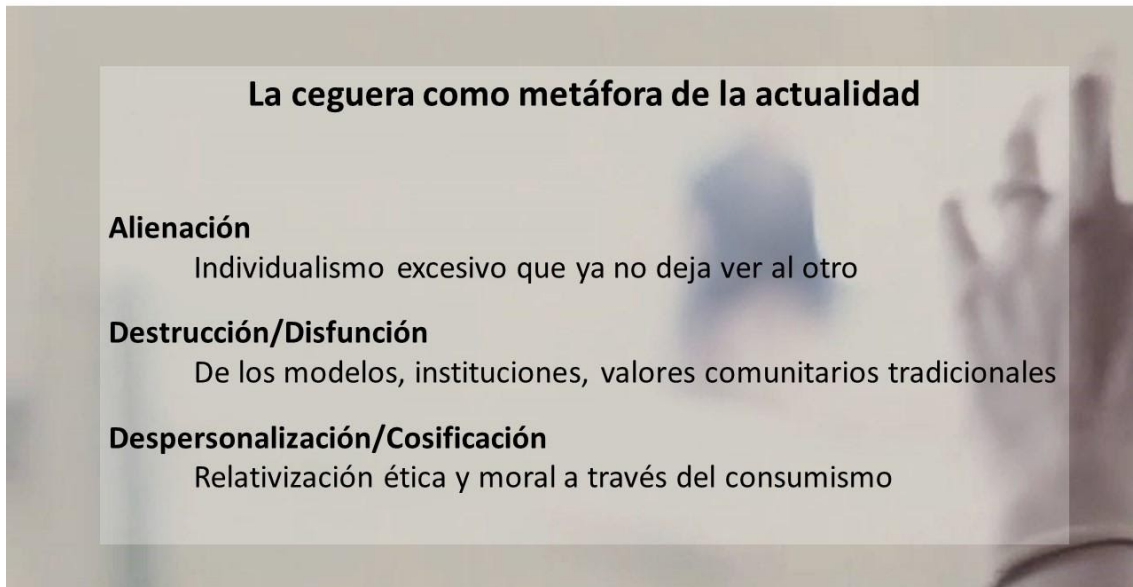 La ceguera como metáfora de la actualidad
Alienación
Individualismo excesivo que ya no deja ver al otro
Destrucción/Disfunción
De los modelos, instituciones, valores comunitarios tradicionales
Despersonalización/Cosificación
Relativización ética y moral a través del consumismo